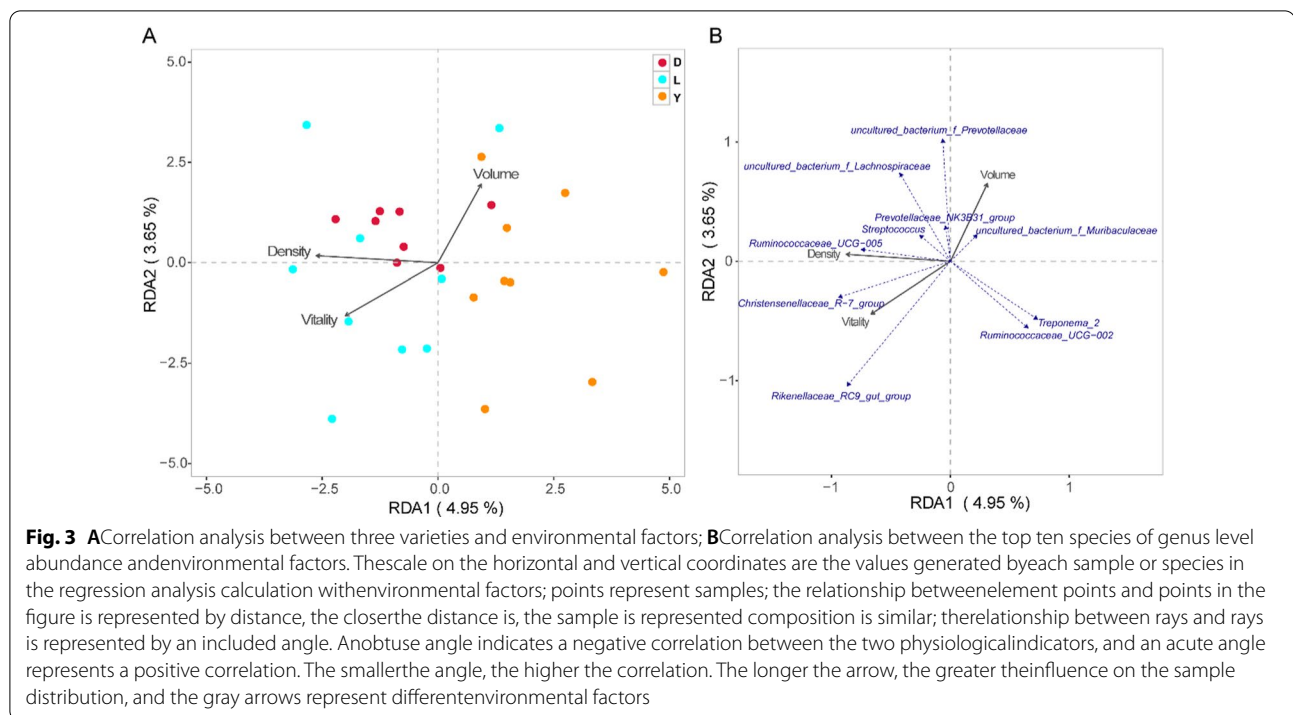 A
B
5.0
2.5
0.0
−2.5
−5.0
−5.0
−2.5
0.0
2.5
5.0
RDA2 ( 3.65 %)
RDA1 ( 4.95 %)
D
L
Y
Volume
Density
Vitality
1
0
−1
−1
0
1
RDA2 ( 3.65 %)
RDA1 ( 4.95 %)
uncultured_bacterium_f_Prevotellaceae
uncultured_bacterium_f_Lachnospiraceae
Volume
Prevotellaceae_NK3B31_group
Streptococcus
uncultured_bacterium_f_Muribaculaceae
Ruminococcaceae_UCG-005
Density
Christensenellaceae_R−7_group
Vitality
Treponema_2
Ruminococcaceae_UCG-002
Rikenellaceae_RC9_gut_group
Fig. 3 ACorrelation analysis between three varieties and environmental factors; BCorrelation analysis between the top ten species of genus level
abundance andenvironmental factors. Thescale on the horizontal and vertical coordinates are the values generated byeach sample or species in
the regression analysis calculation withenvironmental factors; points represent samples; the relationship betweenelement points and points in the
figure is represented by distance, the closerthe distance is, the sample is represented composition is similar; therelationship between rays and rays
is represented by an included angle. Anobtuse angle indicates a negative correlation between the two physiologicalindicators, and an acute angle
represents a positive correlation. The smallerthe angle, the higher the correlation. The longer the arrow, the greater theinfluence on the sample
distribution, and the gray arrows represent differentenvironmental factors